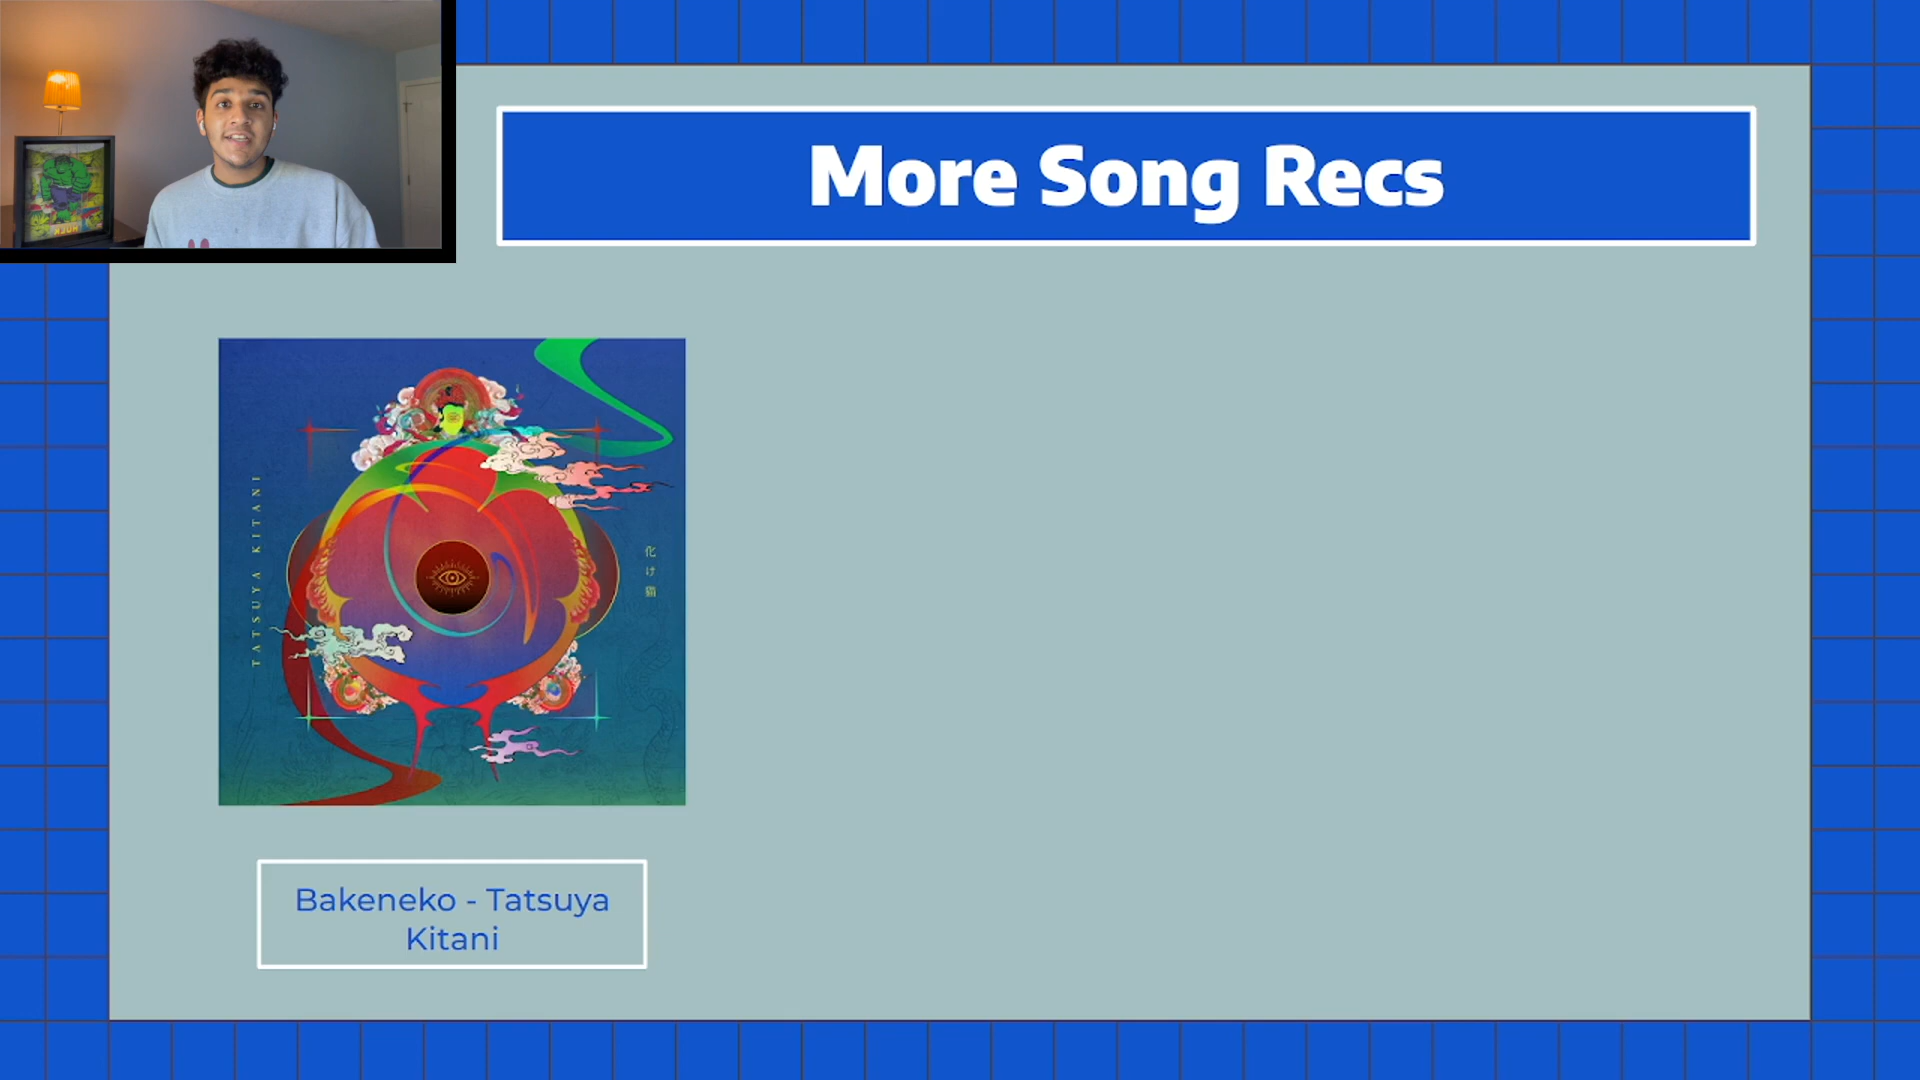 More Song Recs
TATSUYA KITANI
化け猫
Bakeneko - Tatsuya
Kitani